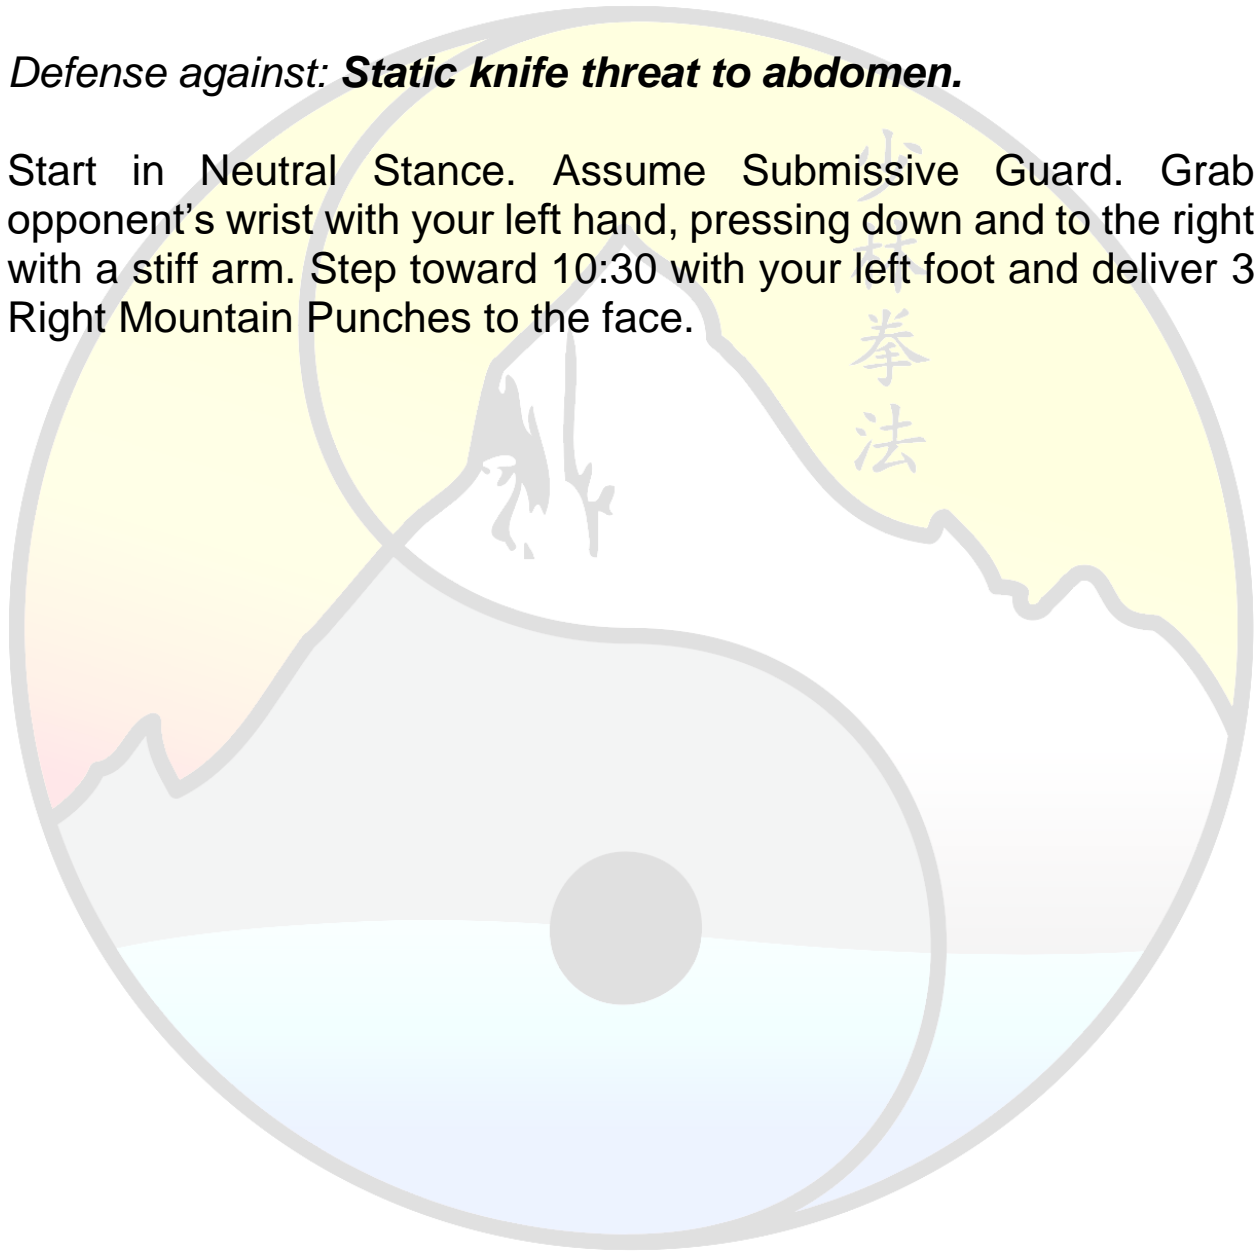 Defense against: Static knife threat to abdomen.
Start in Neutral Stance. Assume Submissive Guard. Grab
opponent’s wrist with your left hand, pressing down and to the right
with a stiff arm. Step toward 10:30 with your left foot and deliver 3
Right Mountain Punches to the face.
少林拳法